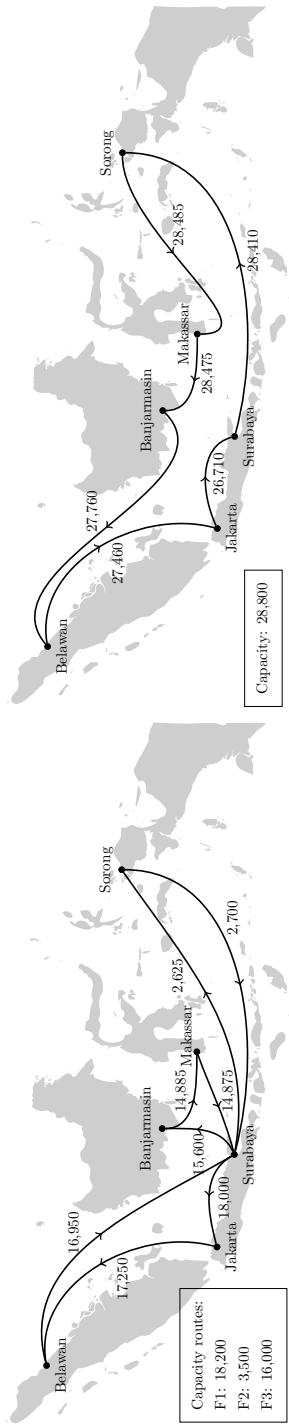 Belawan
Jakarta
Surabaya
Banjarmasin
Makassar
Sorong
16,950
17,250
18,000
15,600
14,885
14,875
2,625
2,700
Capacity routes:
F1: 18,200
F2: 3,500
F3: 16,000
Belawan
Jakarta
Surabaya
Banjarmasin
Makassar
Sorong
27,760
27,460
26,710
28,475
28,485
28,410
Capacity: 28,800